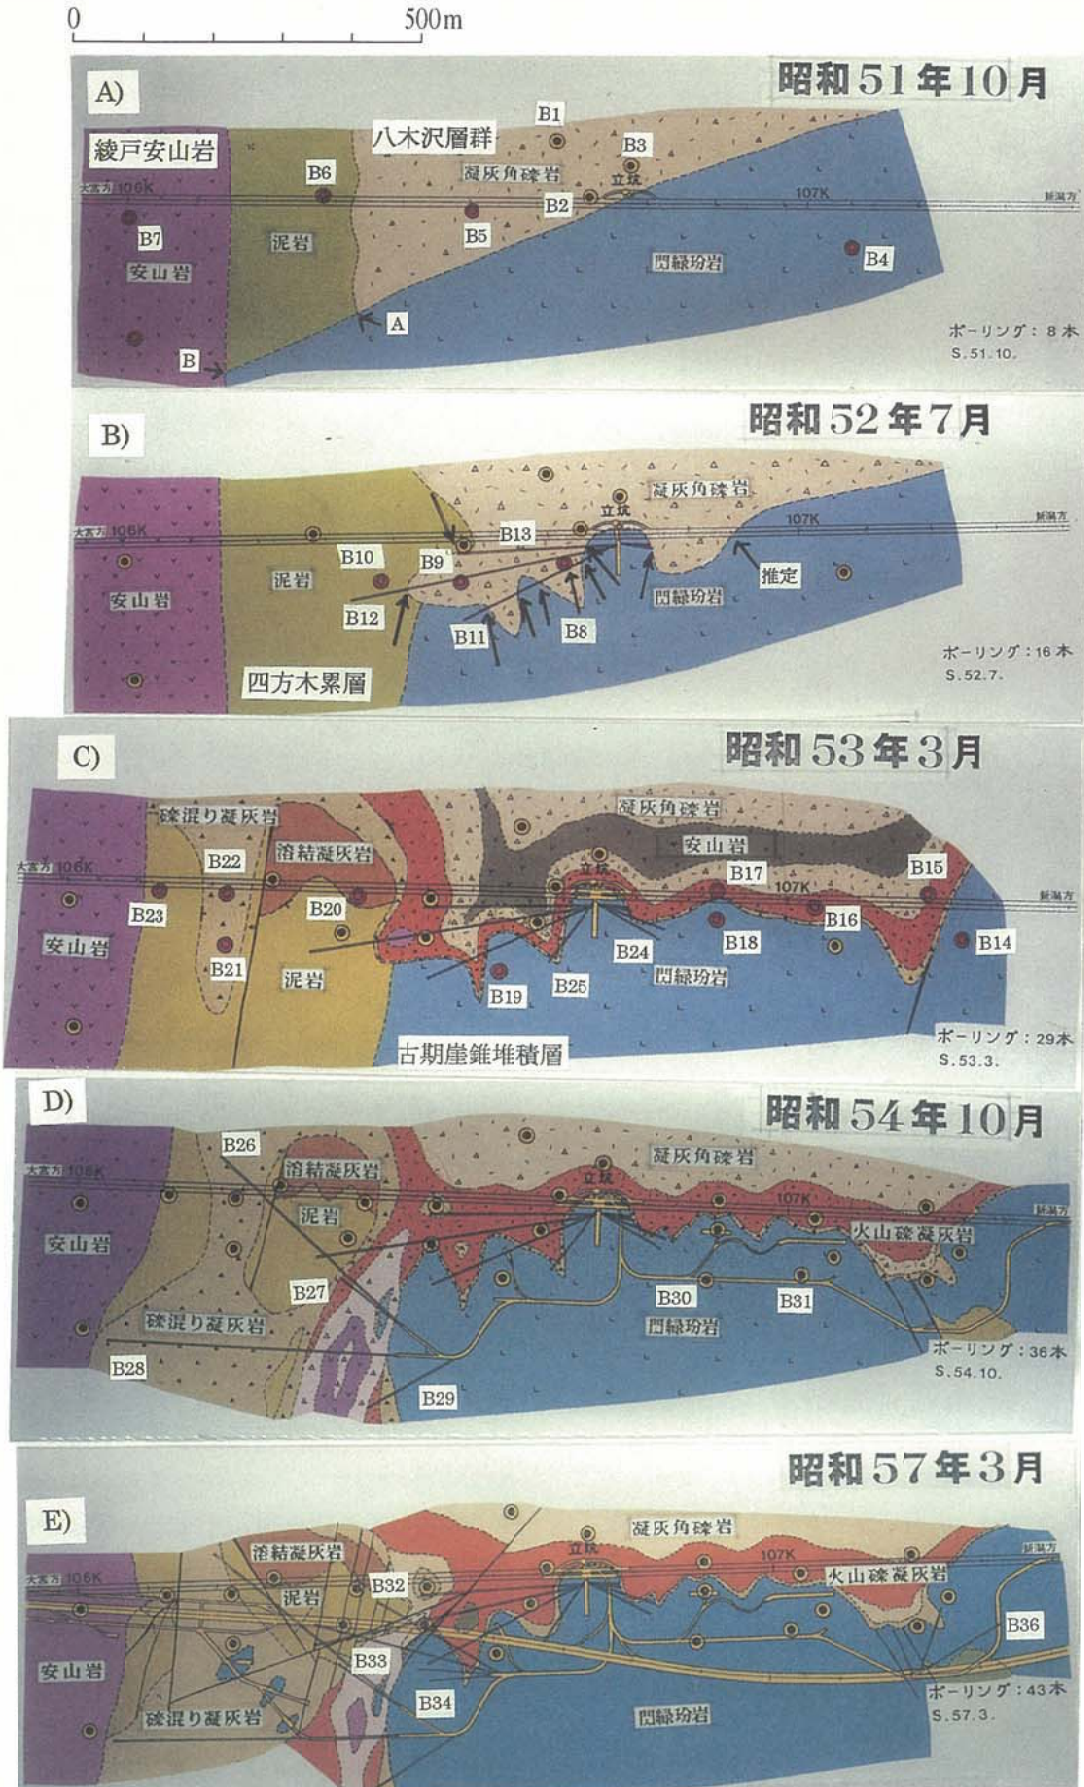 0 500m
A)
昭和51年10月
綾戸安山岩
八木沢層群
B1
B3
凝灰角礫岩
立坑
大宮方 106K
B6
B2
107K
新潟方
B7
B5
泥岩
安山岩
閃緑玢岩
B4
A
B
ボーリング:8本
S.51.10.
B)
昭和52年7月
凝灰角礫岩
立坑
大宮方 106K
B13
107K
新潟方
B10
B9
泥岩
安山岩
閃緑玢岩
推定
B12
B11
B8
四方木累層
ボーリング:16本
S.52.7.
C)
昭和53年3月
礫混り凝灰岩
凝灰角礫岩
溶結凝灰岩
安山岩
大宮方 106K
B22
立坑
B17
B15
107K
新潟方
B23
B20
B16
安山岩
B24
B18
B14
B21
泥岩
B19
B25
閃緑玢岩
古期崖錐堆積層
ボーリング:29本
S.53.3.
D)
昭和54年10月
B26
溶結凝灰岩
凝灰角礫岩
大宮方 106K
立坑
107K
新潟方
泥岩
安山岩
火山礫凝灰岩
B27
B30
B31
礫混り凝灰岩
閃緑玢岩
B28
B29
ボーリング:36本
S.54.10.
E)
昭和57年3月
凝灰角礫岩
溶結凝灰岩
立坑
107K
新潟方
大宮方 106K
B32
泥岩
火山礫凝灰岩
B36
安山岩
B33
B34
礫混り凝灰岩
閃緑玢岩
ボーリング:43本
S.57.3.